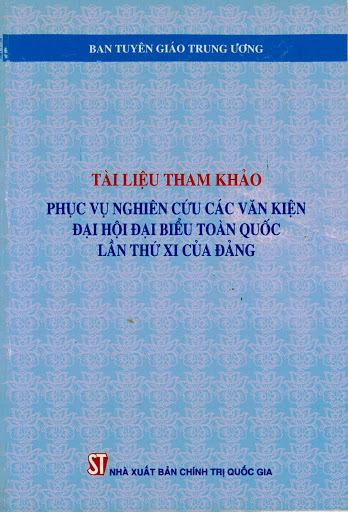 BAN TUYÊN GIÁO TRUNG ƯƠNG
TÀI LIỆU THAM KHẢO
PHỤC VỤ NGHIÊN CỨU CÁC VĂN KIỆN
ĐẠI HỘI ĐẠI BIỂU TOÀN QUỐC
LẦN THỨ XI CỦA ĐẢNG
ST NHÀ XUẤT BẢN CHÍNH TRỊ QUỐC GIA